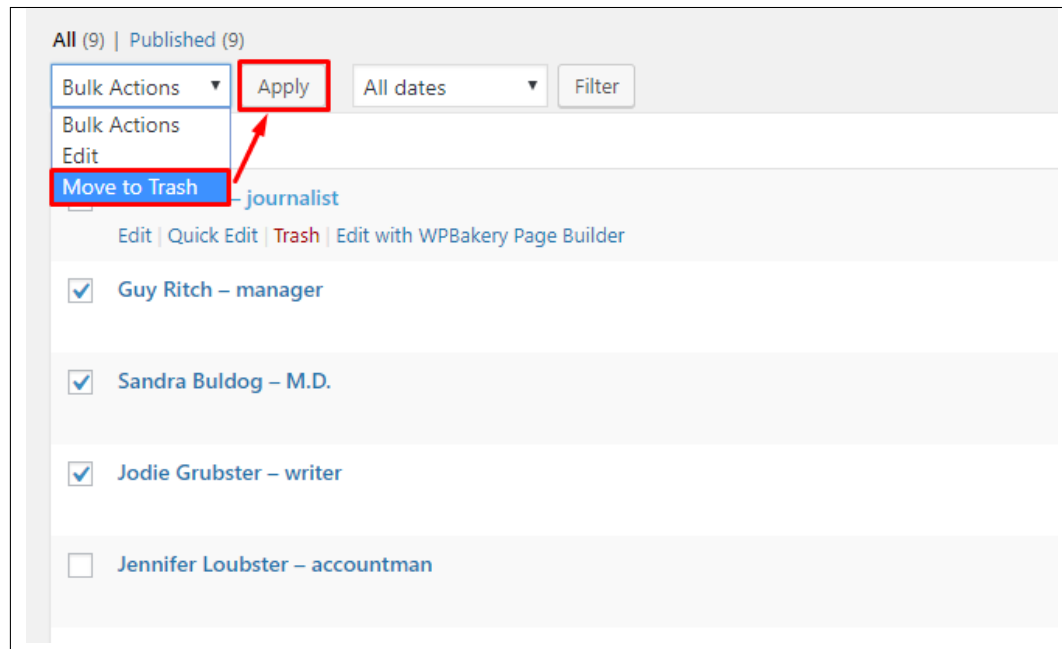 All (9) | Published (9)
Bulk Actions Apply All dates Filter
Bulk Actions
Edit
Move to Trash
– journalist
Edit | Quick Edit | Trash | Edit with WPBakery Page Builder
Guy Ritch – manager
Sandra Buldog – M.D.
Jodie Grubster – writer
Jennifer Loubster – accountman